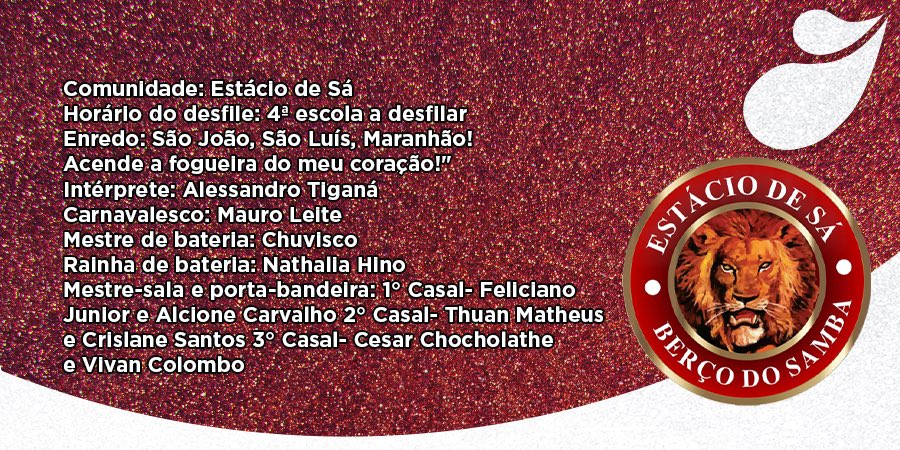 Comunidade: Estácio de Sá
Horário do desfile: 4ª escola a desfilar
Enredo: São João, São Luís, Maranhão!
Acende a fogueira do meu coração!"
Intérprete: Alessandro Tiganá
Carnavalesco: Mauro Leite
Mestre de bateria: Chuvisco
Rainha de bateria: Nathalia Hino
Mestre-sala e porta-bandeira: 1° Casal- Feliciano
Junior e Alcione Carvalho 2° Casal- Thuan Matheus
e Crislane Santos 3° Casal- Cesar Chocholathe
e Vivan Colombo
ESTÁCIO DE SÁ
BERÇO DO SAMBA